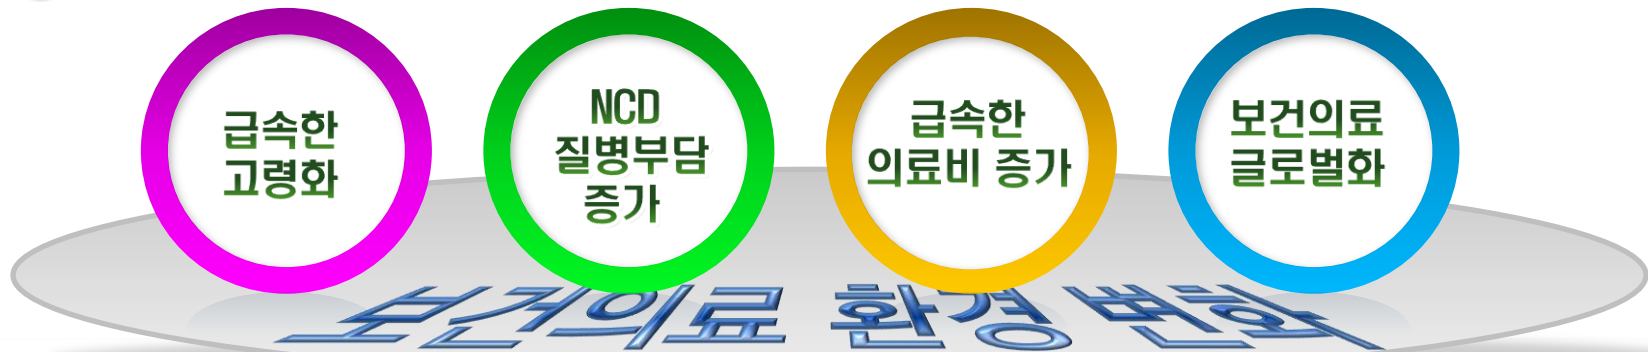 급속한
고령화
NCD
질병부담
증가
급속한
의료비 증가
보건의료
글로벌화
보건의료 환경 변화